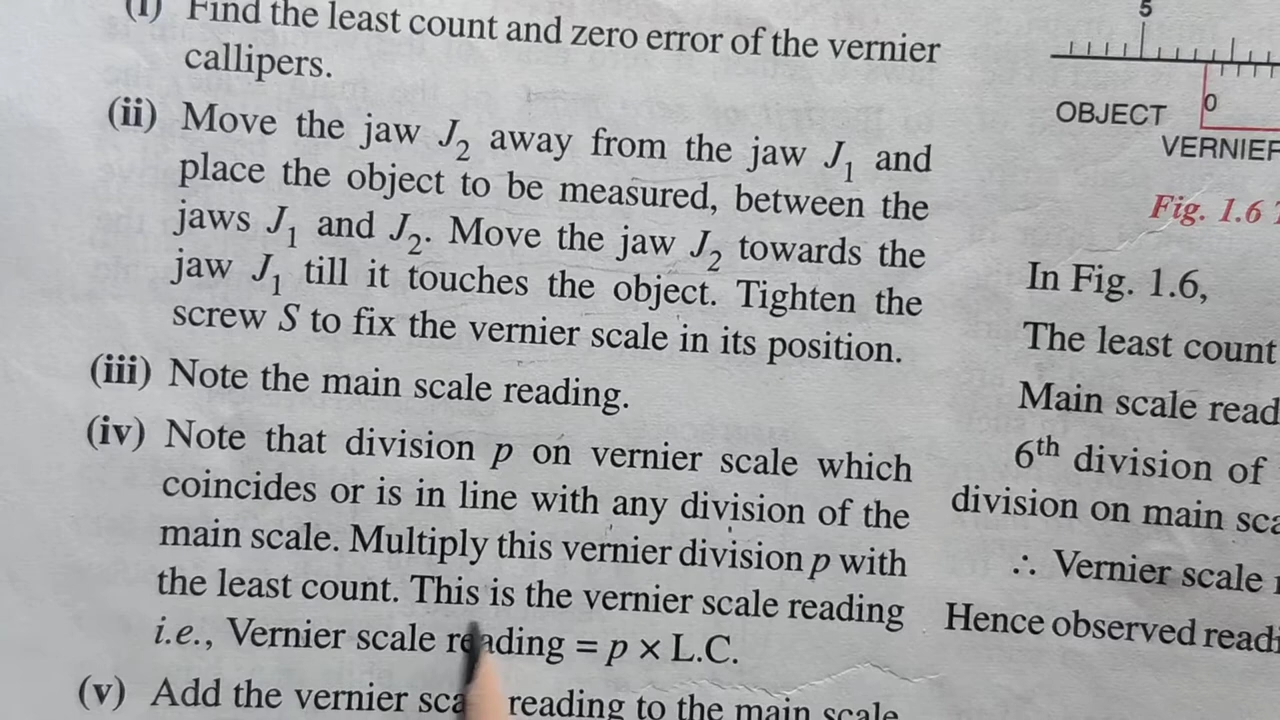 (i) Find the least count and zero error of the vernier
callipers.
(ii) Move the jaw J2 away from the jaw J1 and
place the object to be measured, between the
jaws J1 and J2. Move the jaw J2 towards the
jaw J1 till it touches the object. Tighten the
screw S to fix the vernier scale in its position.
(iii) Note the main scale reading.
(iv) Note that division p on vernier scale which
coincides or is in line with any division of the
main scale. Multiply this vernier division p with
the least count. This is the vernier scale reading
i.e., Vernier scale reading = p × L.C.
(v) Add the vernier reading to the main scale
5
0
OBJECT
VERNIER
Fig. 1.6
In Fig. 1.6,
The least count
Main scale
6th division of
division on main
∴ Vernier scale
Hence observed